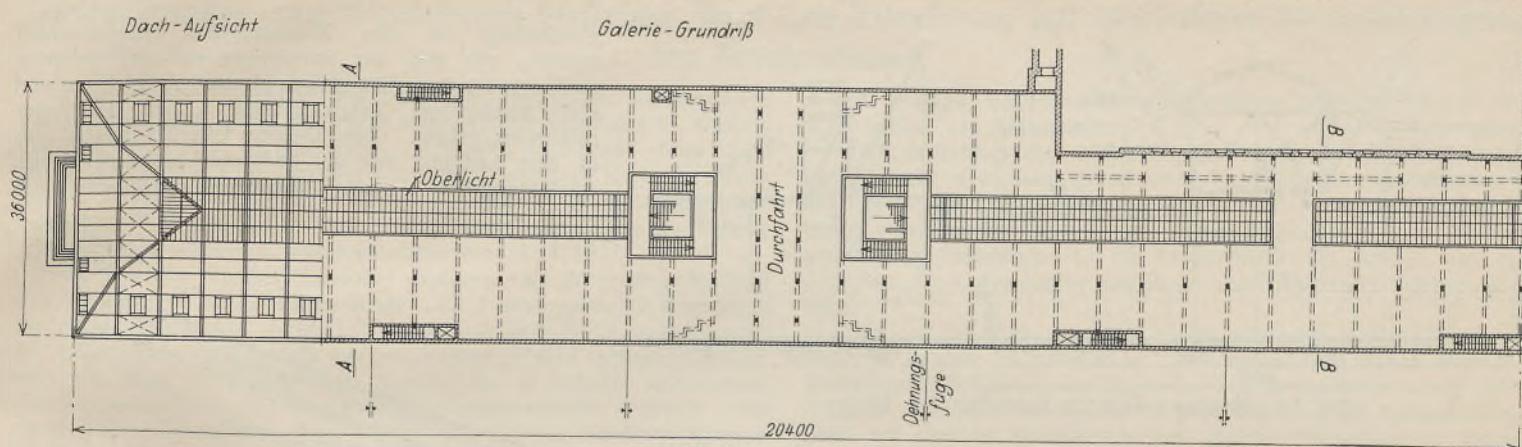 Dach-Aufsicht
Galerie-Grundriß
A
B
Oberlicht
36000
Durchfahrt
A
B
Dehnungs-
fuge
20400